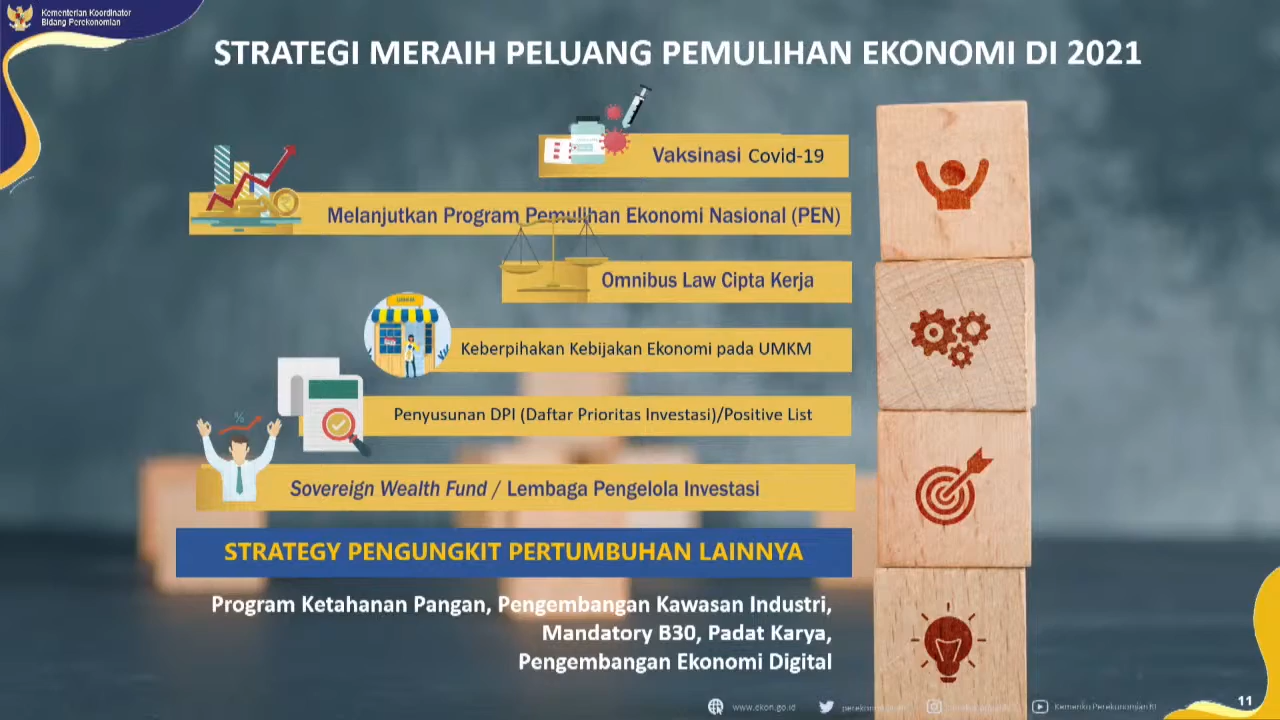 Kementerian Koordinator
Bidang Perekonomian
STRATEGI MERAIH PELUANG PEMULIHAN EKONOMI DI 2021
Vaksinasi Covid-19
Melanjutkan Program Pemulihan Ekonomi Nasional (PEN)
Omnibus Law Cipta Kerja
UMKM
Keberpihakan Kebijakan Ekonomi pada UMKM
Penyusunan DPI (Daftar Prioritas Investasi)/Positive List
%
Sovereign Wealth Fund / Lembaga Pengelola Investasi
STRATEGY PENGUNGKIT PERTUMBUHAN LAINNYA
Program Ketahanan Pangan, Pengembangan Kawasan Industri,
Mandatory B30, Padat Karya,
Pengembangan Ekonomi Digital
www.ekon.go.id
Kemenko Perekonomian RI
11